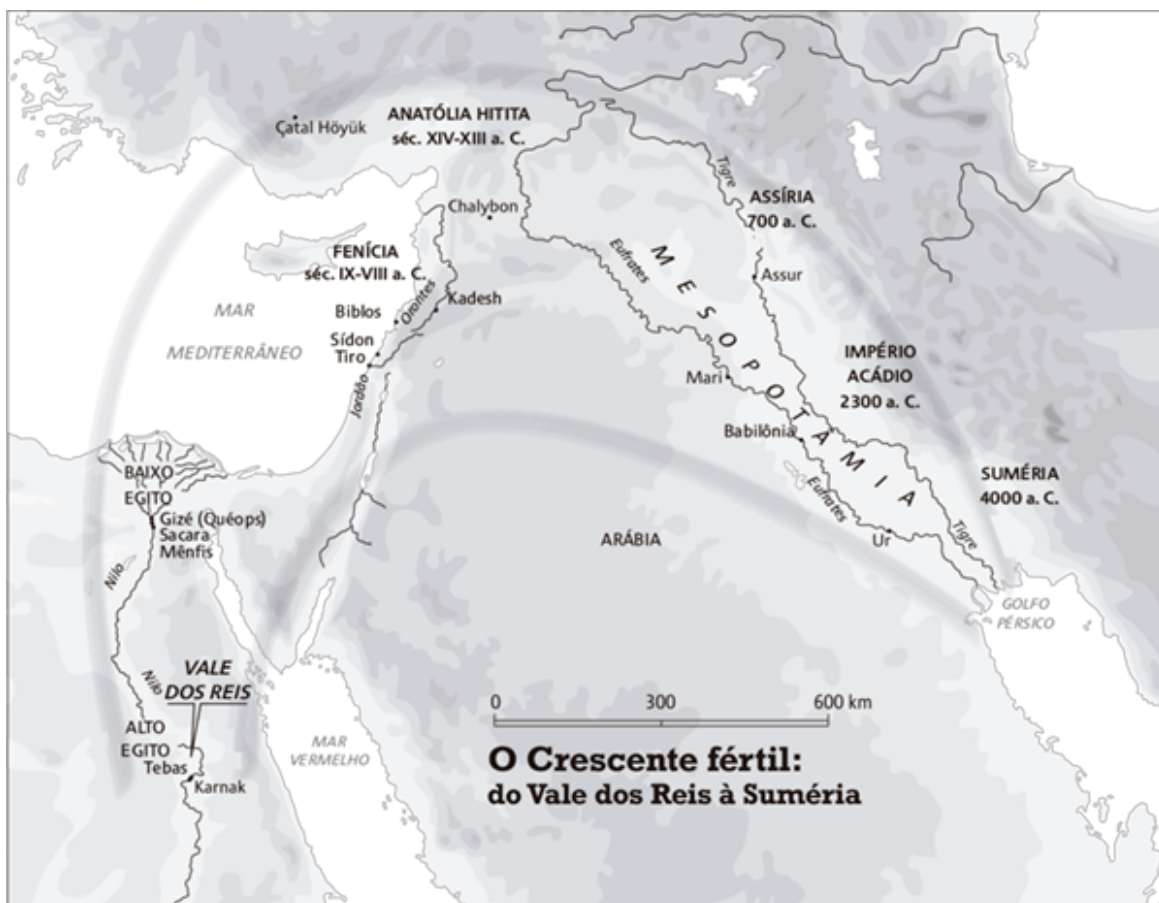 ANATÓLIA HITITA
séc. XIV-XIII a. C.
Çatal Höyük
Tigre
ASSÍRIA
700 a. C.
Chalybon
FENÍCIA
séc. IX-VIII a. C.
Eufrates
MESOPOTÂMIA
Assur
Orontes
Kadesh
Biblos
MAR
MEDITERRÂNEO
Sídon
Tiro
Jordão
IMPÉRIO
ACÁDIO
2300 a. C.
Mari
Babilônia
BAIXO
EGITO
Gizé (Quéops)
Sacara
Mênfis
SUMÉRIA
4000 a. C.
Eufrates
Ur
Tigre
ARÁBIA
Nilo
GOLFO
PÉRSICO
Nilo
VALE
DOS REIS
ALTO
EGITO
Tebas
Karnak
MAR
VERMELHO
0 300 600 km
O Crescente fértil:
do Vale dos Reis à Suméria